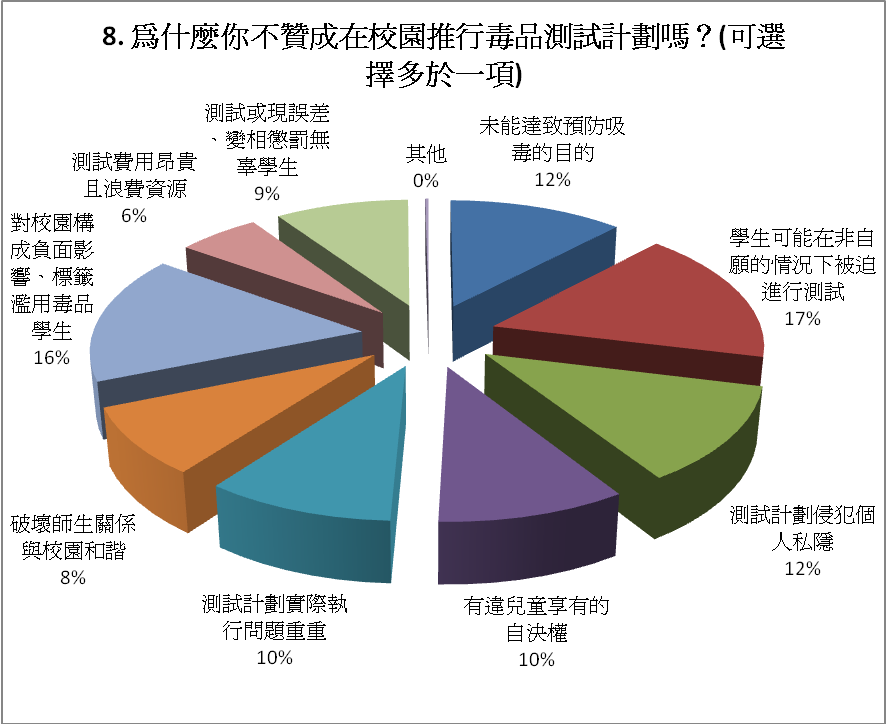 8. 爲什麼你不贊成在校園推行毒品測試計劃嗎？(可選
擇多於一項)
未能達致預防吸
毒的目的
12%
學生可能在非自
願的情況下被迫
進行測試
17%
測試計劃侵犯個
人私隱
12%
有違兒童享有的
自決權
10%
測試計劃實際執
行問題重重
10%
破壞師生關係
與校園和諧
8%
對校園構
成負面影
響、標籤
濫用毒品
學生
16%
測試費用昂貴
且浪費資源
6%
測試或現誤差
、變相懲罰無
辜學生
9%
其他
0%